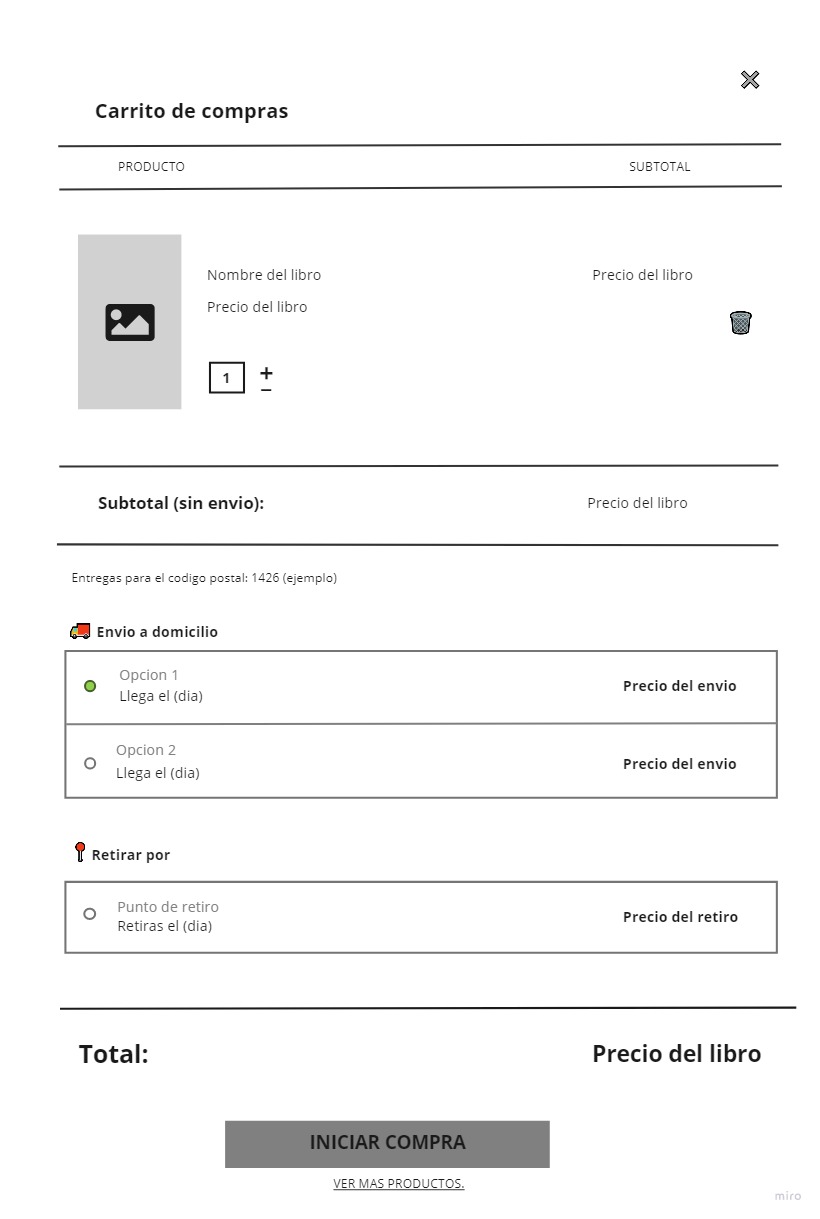 Carrito de compras
PRODUCTO SUBTOTAL
Nombre del libro Precio del libro
Precio del libro
1 +
−
Subtotal (sin envio): Precio del libro
Entregas para el codigo postal: 1426 (ejemplo)
Envio a domicilio
Opcion 1
Llega el (dia) Precio del envio
Opcion 2
Llega el (dia) Precio del envio
Retirar por
Punto de retiro
Retiras el (dia) Precio del retiro
Total: Precio del libro
INICIAR COMPRA
VER MAS PRODUCTOS.
miro